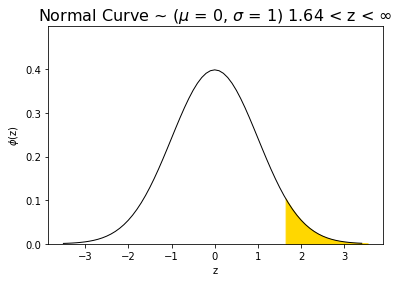 Normal Curve ~ (μ = 0, σ = 1) 1.64 < z < ∞
0.4
0.3
ϕ(z)
0.2
0.1
0.0
−3 −2 −1 0 1 2 3
z